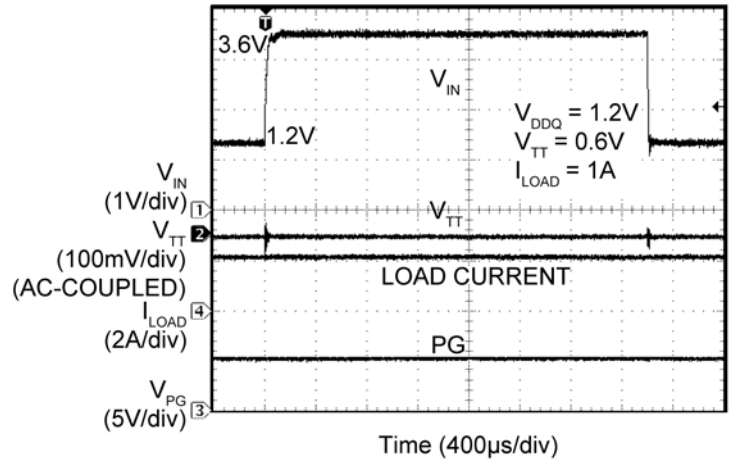 T
3.6V
V_IN
V_DDQ = 1.2V
V_TT = 0.6V
I_LOAD = 1A
1.2V
V_IN
(1V/div)
1
V_TT
V_TT
2
(100mV/div)
(AC-COUPLED)
LOAD CURRENT
I_LOAD
4
(2A/div)
PG
V_PG
(5V/div)
3
Time (400µs/div)